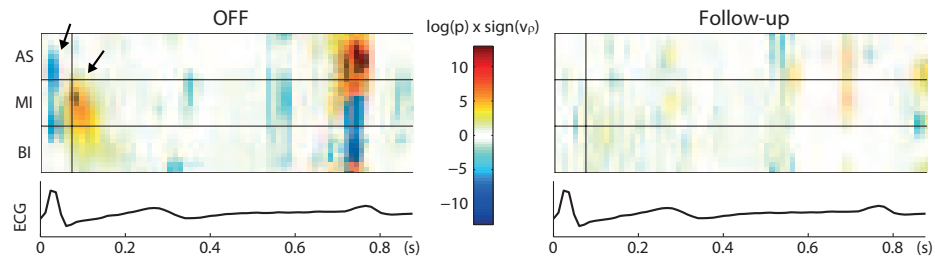 OFF
log(p) x sign(vρ)
Follow-up
AS
MI
BI
10
5
0
−5
−10
ECG
0 0.2 0.4 0.6 0.8 (s)
0 0.2 0.4 0.6 0.8 (s)